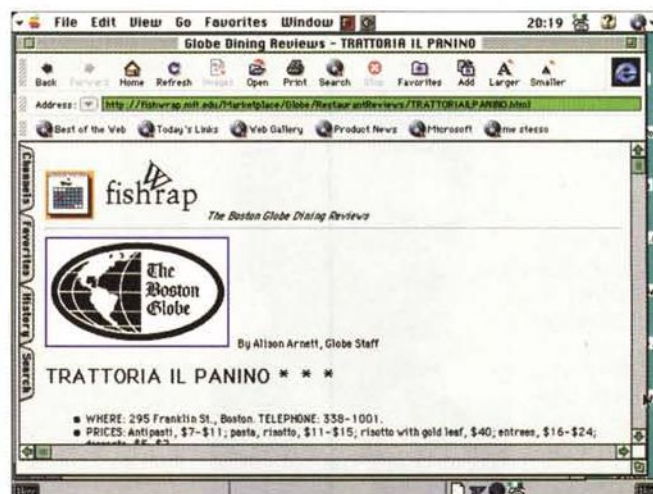 File Edit View Go Favorites Window 20:19
Globe Dining Reviews - TRATTORIA IL PANINO
Back Forward Home Refresh Images Open Print Search Stop Favorites Add Larger Smaller
Address: http://fishwrap.mit.edu/Marketplace/Globe/RestaurantReviews/TRATTORIAILPANINO.html
Best of the Web Today's Links Web Gallery Product News Microsoft me stesso
Channels
Favorites
History
Search
fishrap
The Boston Globe Dining Reviews
The
Boston
Globe
By Alison Arnett, Globe Staff
TRATTORIA IL PANINO * * *
WHERE: 295 Franklin St., Boston. TELEPHONE: 338-1001.
PRICES: Antipasti, $7-$11; pasta, risotto, $11-$15; risotto with gold leaf, $40; entrees, $16-$24;